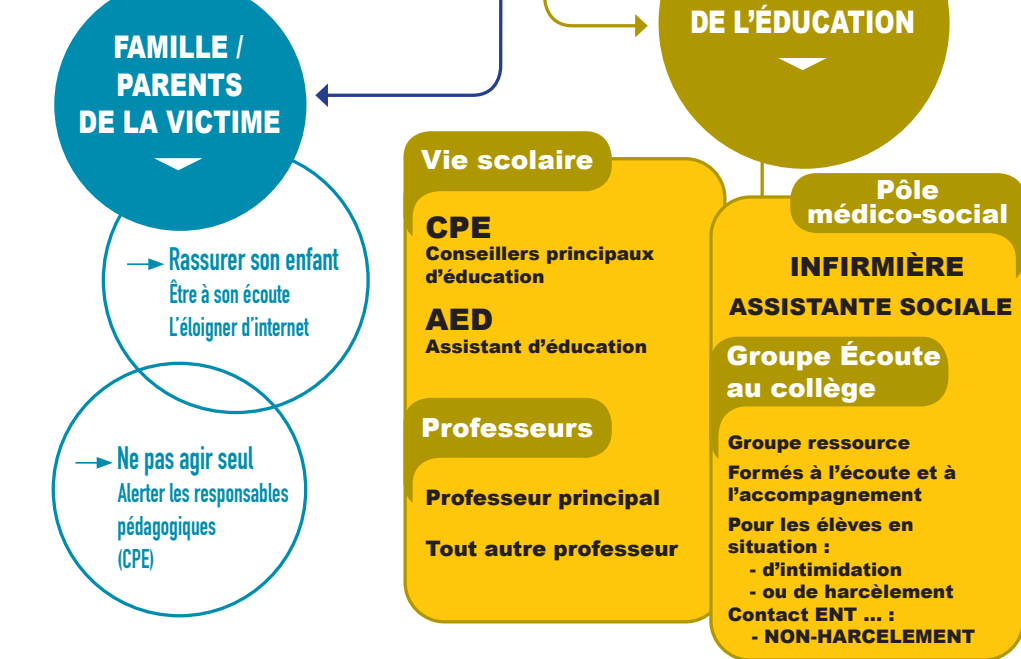 FAMILLE /
PARENTS
DE LA VICTIME
→ Rassurer son enfant
Être à son écoute
L'éloigner d'internet
→ Ne pas agir seul
Alerter les responsables
pédagogiques
(CPE)
DE L'ÉDUCATION
Vie scolaire
CPE
Conseillers principaux
d'éducation
AED
Assistant d'éducation
Professeurs
Professeur principal
Tout autre professeur
Pôle
médico-social
INFIRMIÈRE
ASSISTANTE SOCIALE
Groupe Écoute
au collège
Groupe ressource
Formés à l'écoute et à
l'accompagnement
Pour les élèves en
situation :
- d'intimidation
- ou de harcèlement
Contact ENT ... :
- NON-HARCELEMENT